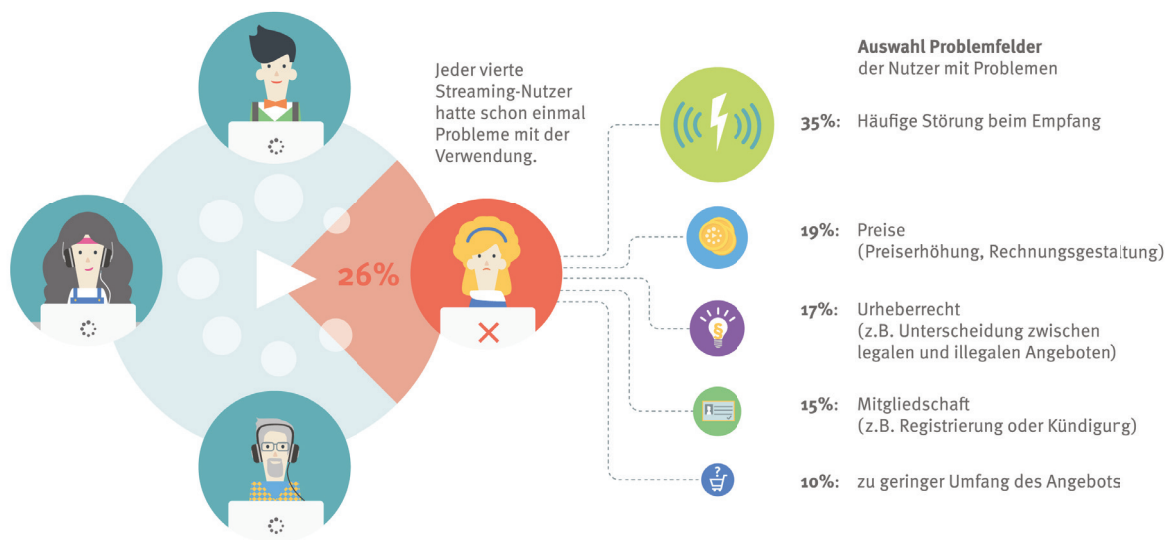 Jeder vierte
Streaming-Nutzer
hatte schon einmal
Probleme mit der
Verwendung.
26%
Auswahl Problemfelder
der Nutzer mit Problemen
35%: Häufige Störung beim Empfang
19%: Preise
(Preiserhöhung, Rechnungsgestaltung)
17%: Urheberrecht
(z.B. Unterscheidung zwischen
legalen und illegalen Angeboten)
15%: Mitgliedschaft
(z.B. Registrierung oder Kündigung)
10%: zu geringer Umfang des Angebots
§
?